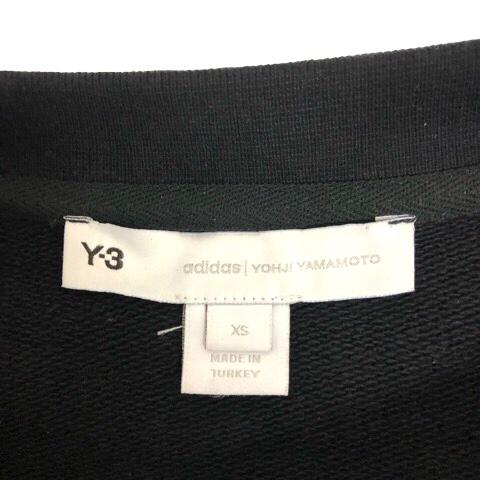 Y-3 adidas | YOHJI YAMAMOTO
XS
MADE IN
TURKEY